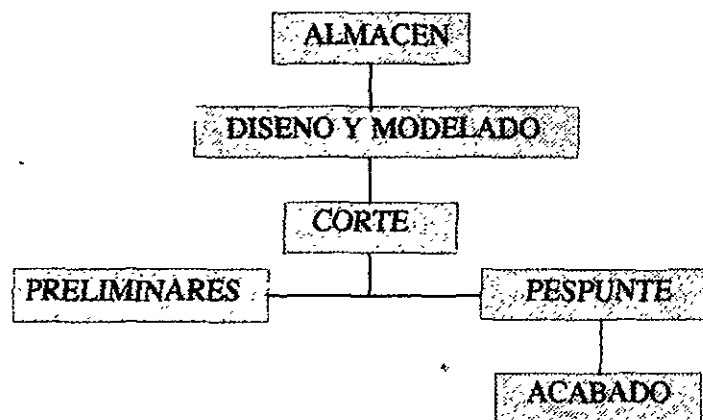 ALMACEN
DISENO Y MODELADO
CORTE
PRELIMINARES
PESPUNTE
ACABADO